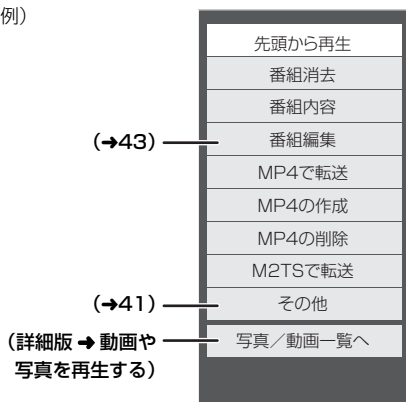 例）
先頭から再生
番組消去
番組内容
（➜43） 番組編集
MP4で転送
MP4の作成
MP4の削除
M2TSで転送
（➜41） その他
（詳細版 ➜ 動画や
写真を再生する）
写真／動画一覧へ